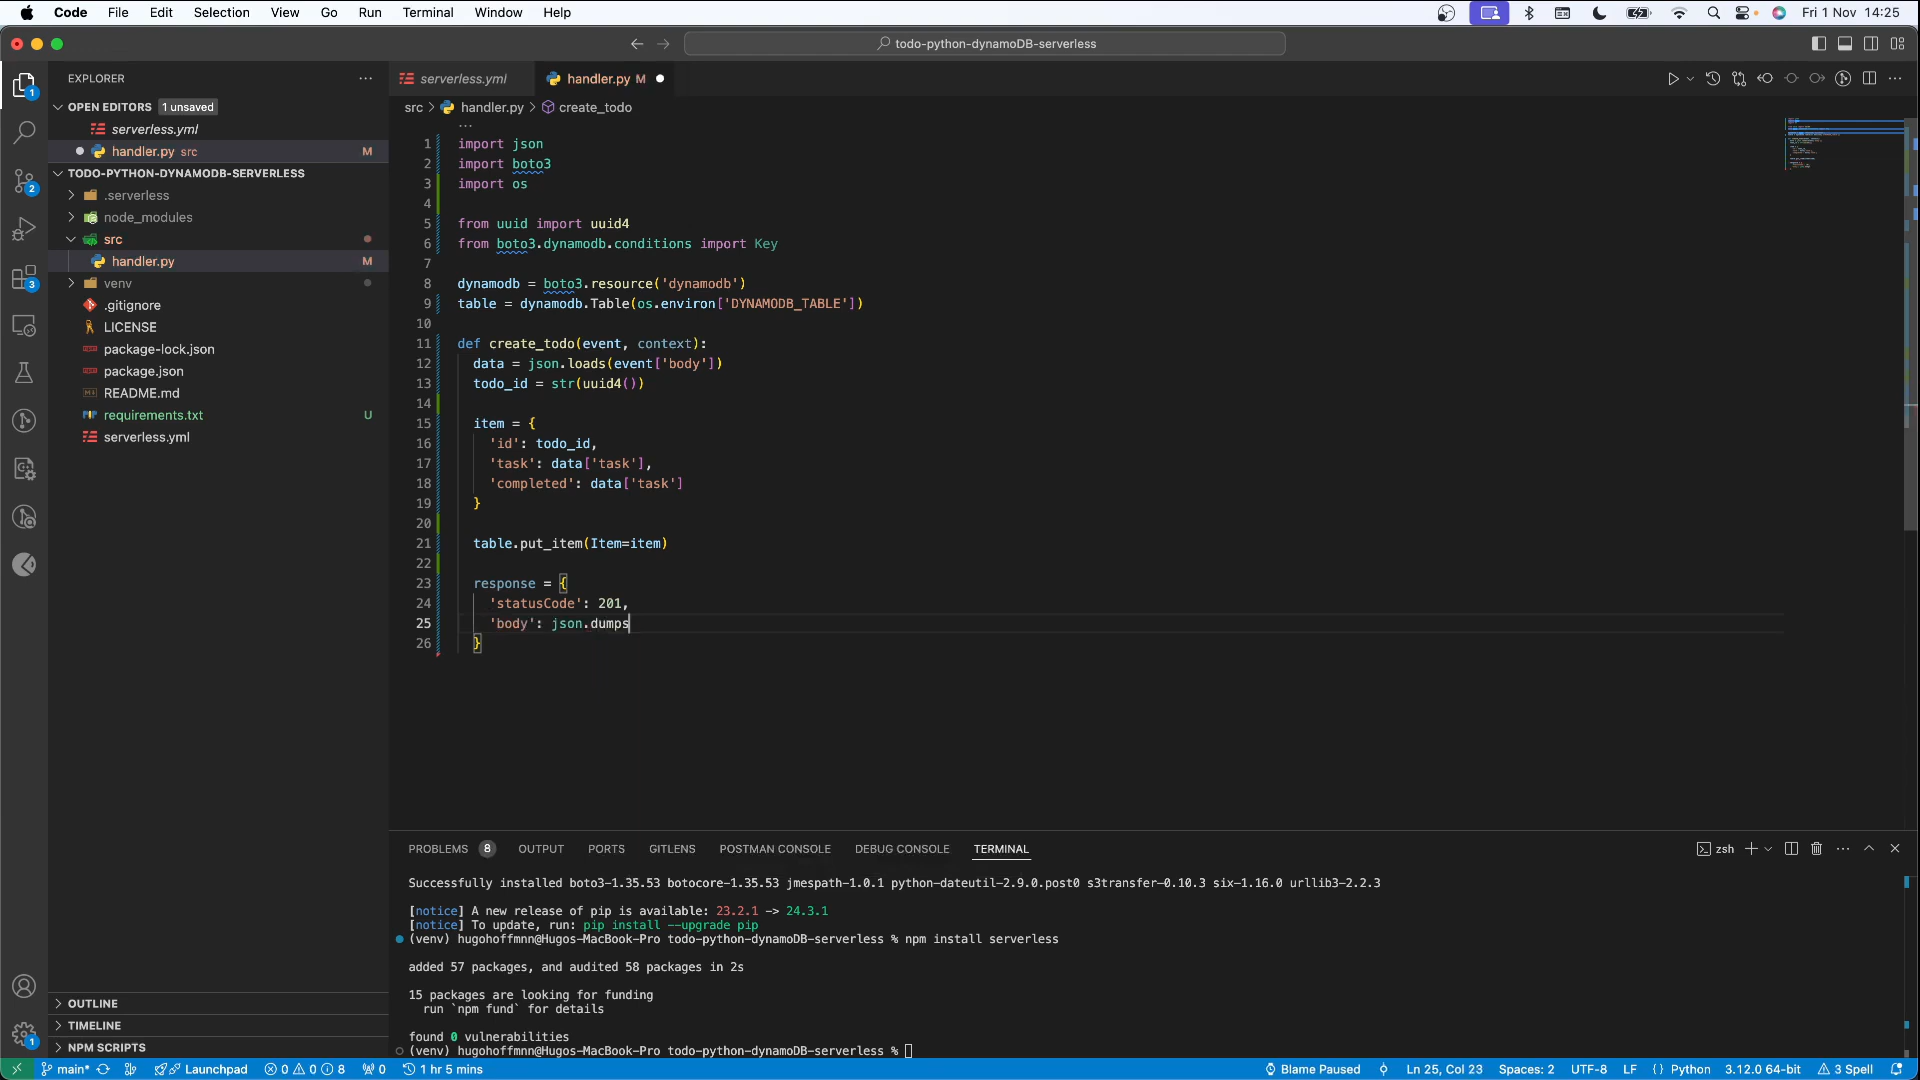 Code File Edit Selection View Go Run Terminal Window Help Fri 1 Nov 14:25
todo-python-dynamoDB-serverless
EXPLORER
serverless.yml handler.py M
OPEN EDITORS 1 unsaved
src > handler.py > create_todo
serverless.yml
handler.py src M
TODO-PYTHON-DYNAMODB-SERVERLESS
.serverless
node_modules
src
handler.py M
venv
.gitignore
LICENSE
package-lock.json
package.json
README.md
requirements.txt U
serverless.yml
OUTLINE
TIMELINE
NPM SCRIPTS
...
1 import json
2 import boto3
3 import os
4
5 from uuid import uuid4
6 from boto3.dynamodb.conditions import Key
7
8 dynamodb = boto3.resource('dynamodb')
9 table = dynamodb.Table(os.environ['DYNAMODB_TABLE'])
10
11 def create_todo(event, context):
12 data = json.loads(event['body'])
13 todo_id = str(uuid4())
14
15 item = {
16 'id': todo_id,
17 'task': data['task'],
18 'completed': data['task']
19 }
20
21 table.put_item(Item=item)
22
23 response = {
24 'statusCode': 201,
25 'body': json.dumps
26 }
PROBLEMS 8 OUTPUT PORTS GITLENS POSTMAN CONSOLE DEBUG CONSOLE TERMINAL zsh
Successfully installed boto3-1.35.53 botocore-1.35.53 jmespath-1.0.1 python-dateutil-2.9.0.post0 s3transfer-0.10.3 six-1.16.0 urllib3-2.2.3
[notice] A new release of pip is available: 23.2.1 -> 24.3.1
[notice] To update, run: pip install --upgrade pip
(venv) hugohoffmnn@Hugos-MacBook-Pro todo-python-dynamoDB-serverless % npm install serverless
added 57 packages, and audited 58 packages in 2s
15 packages are looking for funding
run `npm fund` for details
found 0 vulnerabilities
(venv) hugohoffmnn@Hugos-MacBook-Pro todo-python-dynamoDB-serverless %
main* Launchpad 0 0 8 0 1 hr 5 mins Blame Paused Ln 25, Col 23 Spaces: 2 UTF-8 LF { } Python 3.12.0 64-bit 3 Spell